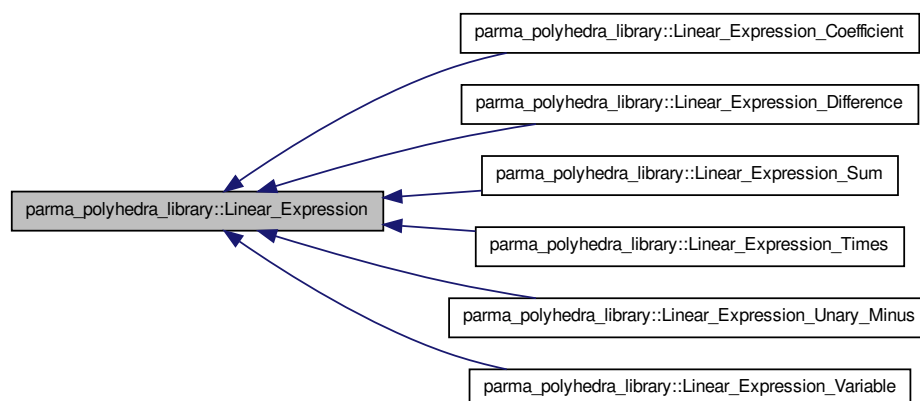 parma_polyhedra_library::Linear_Expression_Coefficient
parma_polyhedra_library::Linear_Expression_Difference
parma_polyhedra_library::Linear_Expression_Sum
parma_polyhedra_library::Linear_Expression
parma_polyhedra_library::Linear_Expression_Times
parma_polyhedra_library::Linear_Expression_Unary_Minus
parma_polyhedra_library::Linear_Expression_Variable